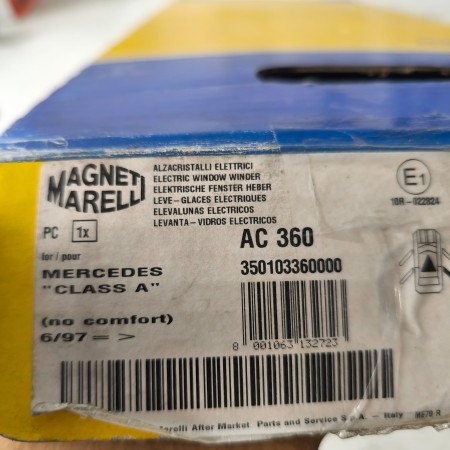 MAGNETI
MARELLI
ALZACRISTALLI ELETTRICI
ELECTRIC WINDOW WINDER
ELEKTRISCHE FENSTER HEBER
LEVE-GLACES ELECTRIQUES
ELEVALUNAS ELECTRICOS
LEVANTA-VIDROS ELECTRICOS
E1
10R-022024
PC 1x
AC 360
for / pour
350103360000
MERCEDES
"CLASS A"
(no comfort)
6/97 = >
8 001063 132723
arelli After Market Parts and Service S.p.A. - Italy